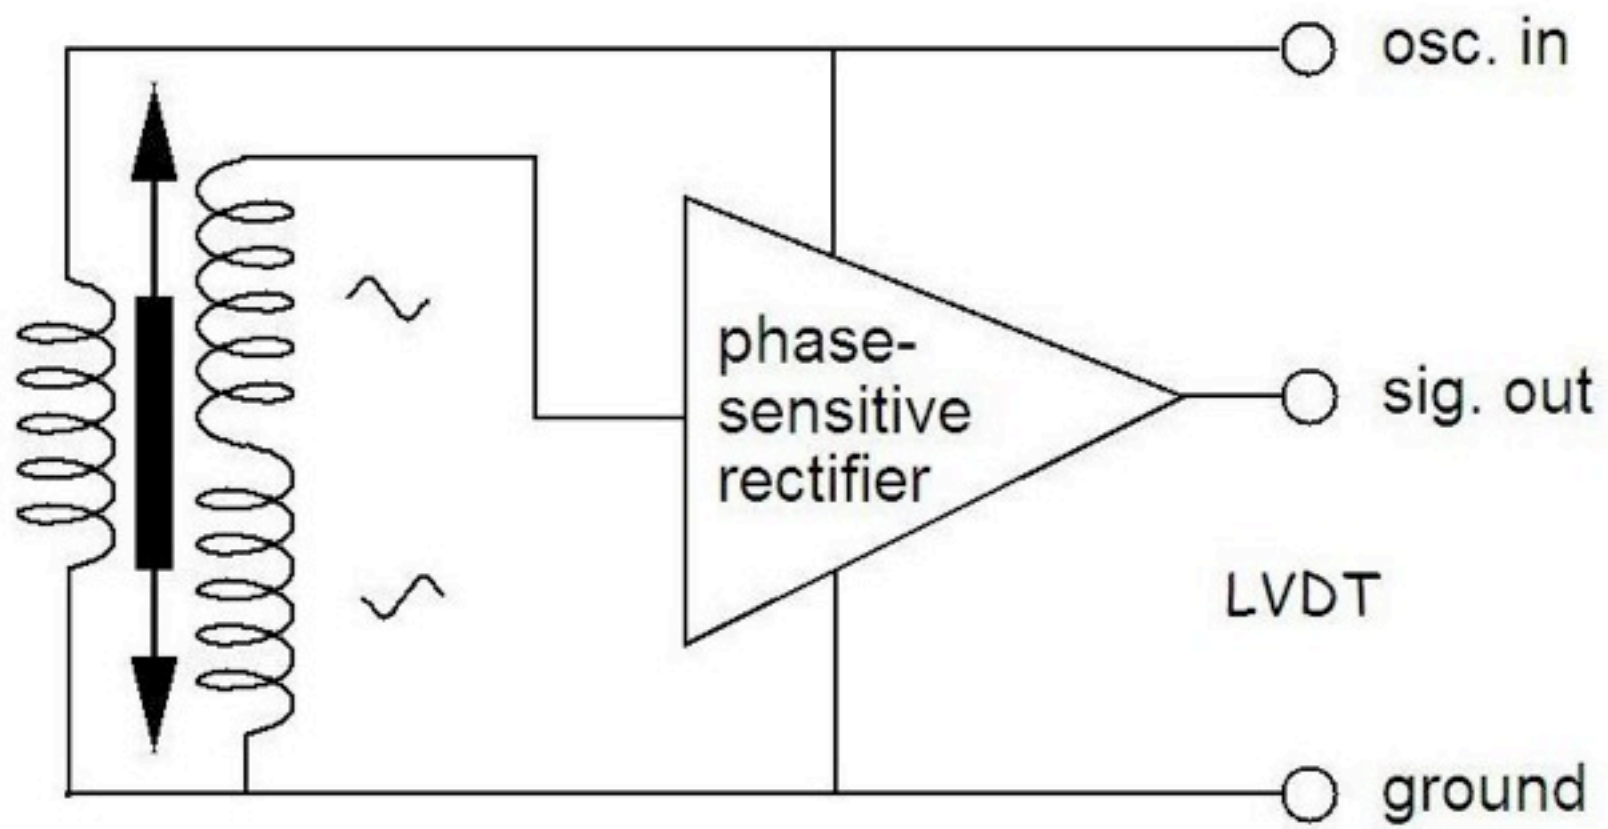 osc. in
phase-
sensitive
rectifier
sig. out
LVDT
ground